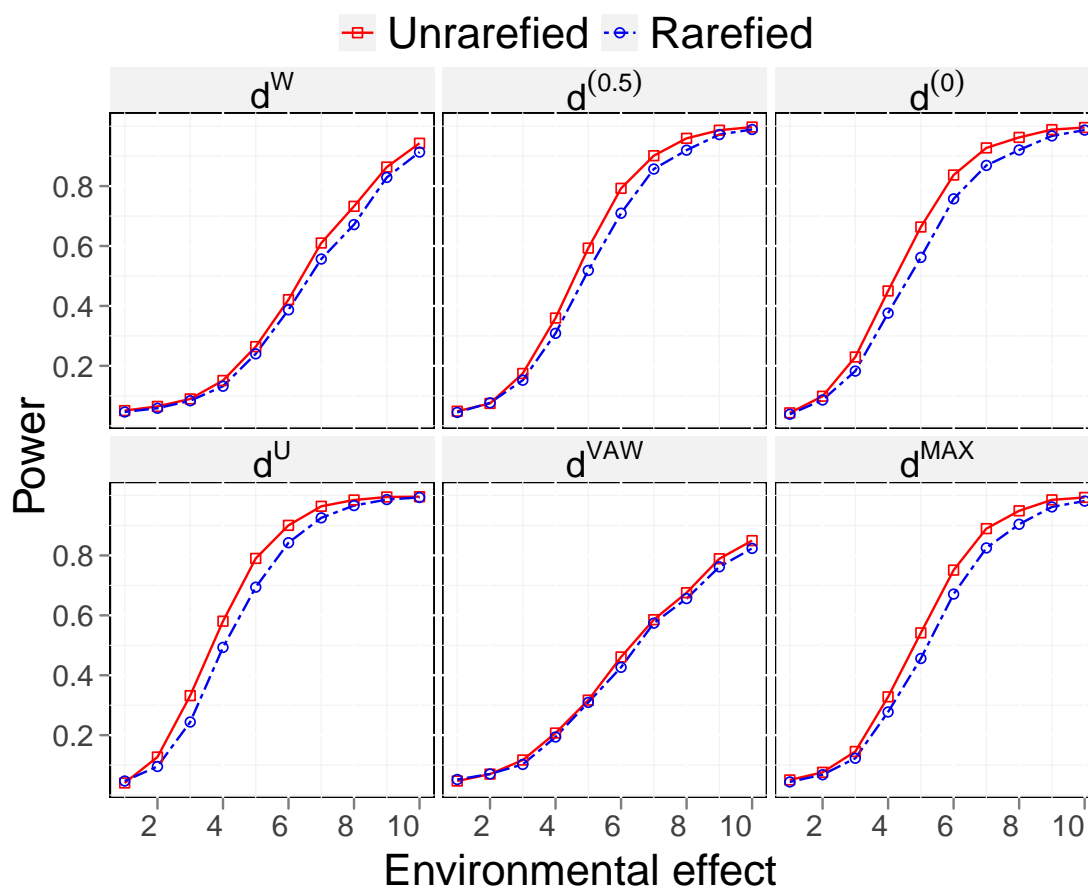 Unrarefied Rarefied
d^W d^(0.5) d^(0)
0.8
0.6
0.4
0.2
d^U d^VAW d^MAX
0.8
0.6
0.4
0.2
Power
2 4 6 8 10 2 4 6 8 10 2 4 6 8 10
Environmental effect